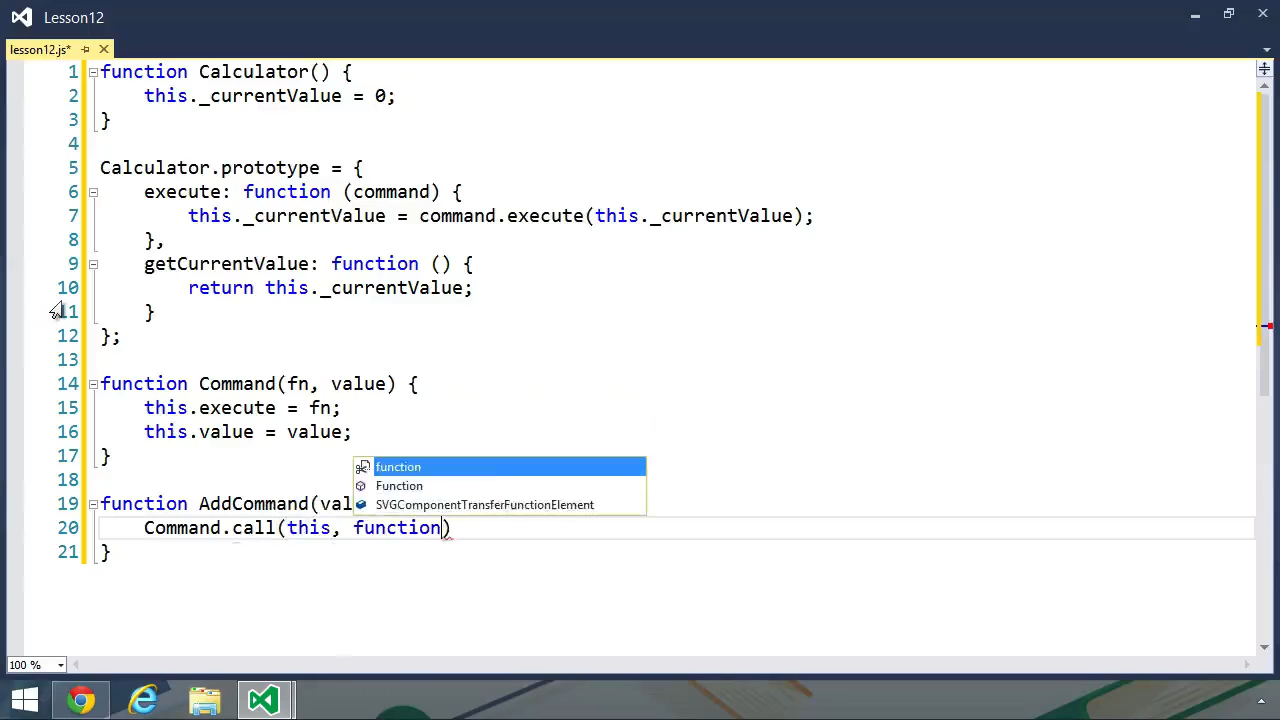 Lesson12
lesson12.js*
1 function Calculator() {
2 this._currentValue = 0;
3 }
4
5 Calculator.prototype = {
6 execute: function (command) {
7 this._currentValue = command.execute(this._currentValue);
8 },
9 getCurrentValue: function () {
10 return this._currentValue;
11 }
12 };
13
14 function Command(fn, value) {
15 this.execute = fn;
16 this.value = value;
17 }
18
function
Function
SVGComponentTransferFunctionElement
19 function AddCommand(val
20 Command.call(this, function)
21 }
100 %